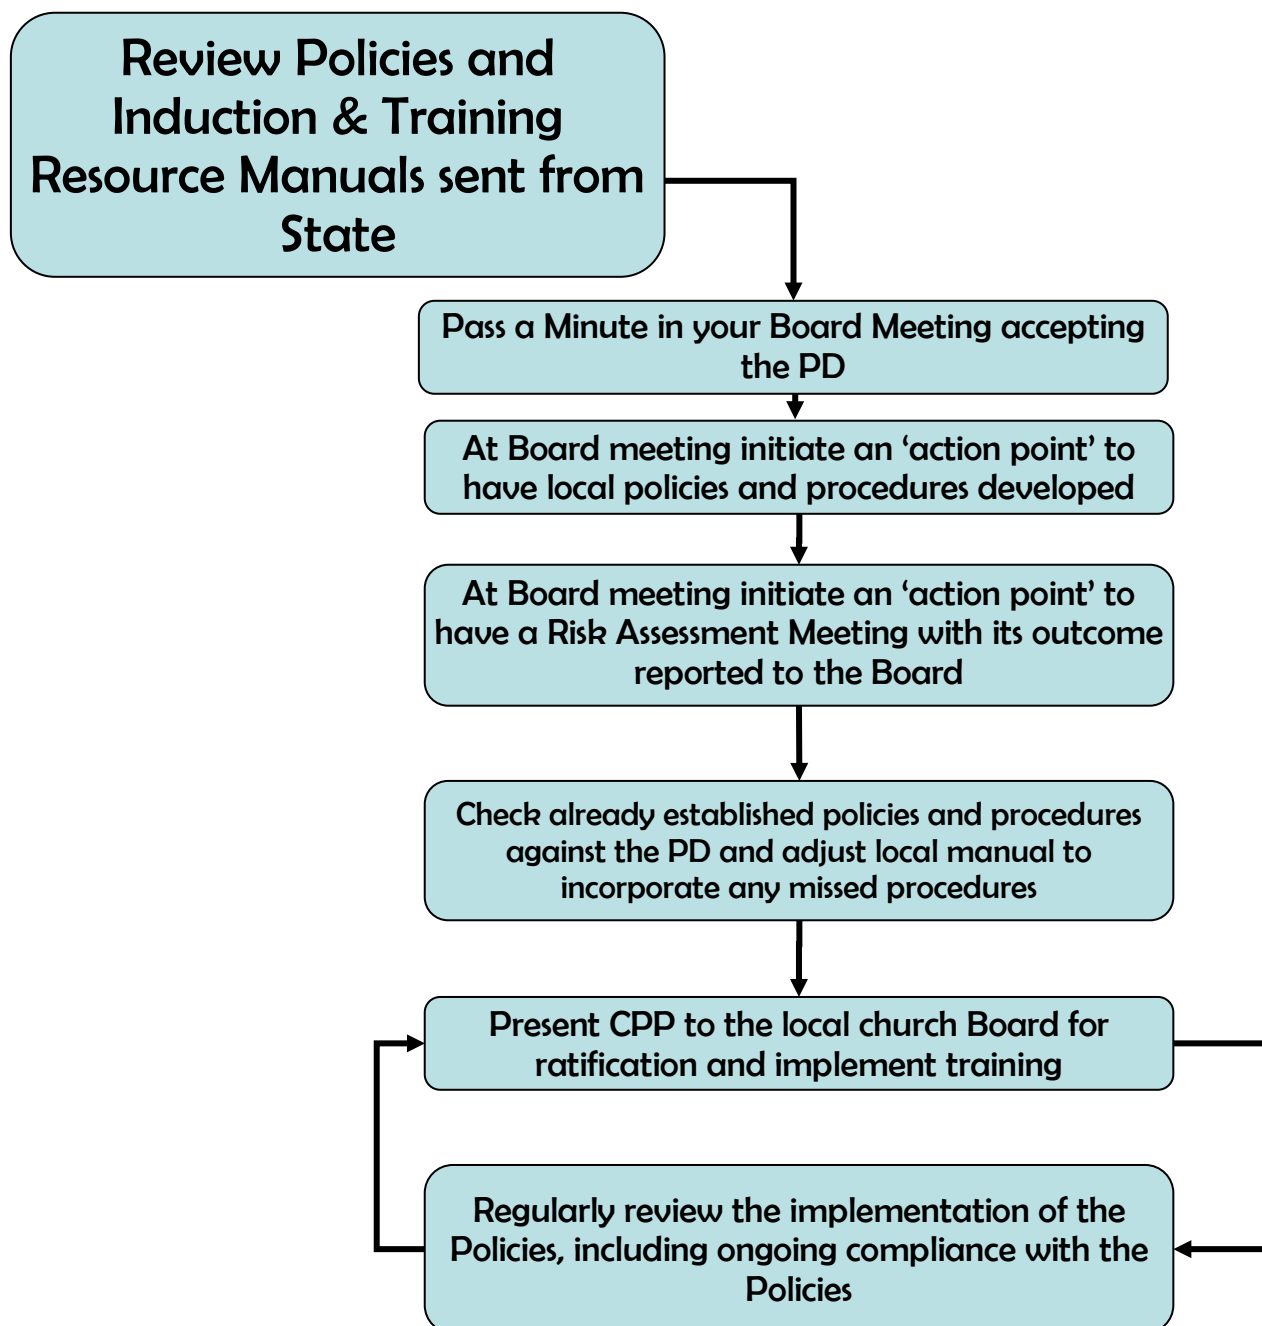 Review Policies and
Induction & Training
Resource Manuals sent from
State
Pass a Minute in your Board Meeting accepting
the PD
At Board meeting initiate an ‘action point’ to
have local policies and procedures developed
At Board meeting initiate an ‘action point’ to
have a Risk Assessment Meeting with its outcome
reported to the Board
Check already established policies and procedures
against the PD and adjust local manual to
incorporate any missed procedures
Present CPP to the local church Board for
ratification and implement training
Regularly review the implementation of the
Policies, including ongoing compliance with the
Policies